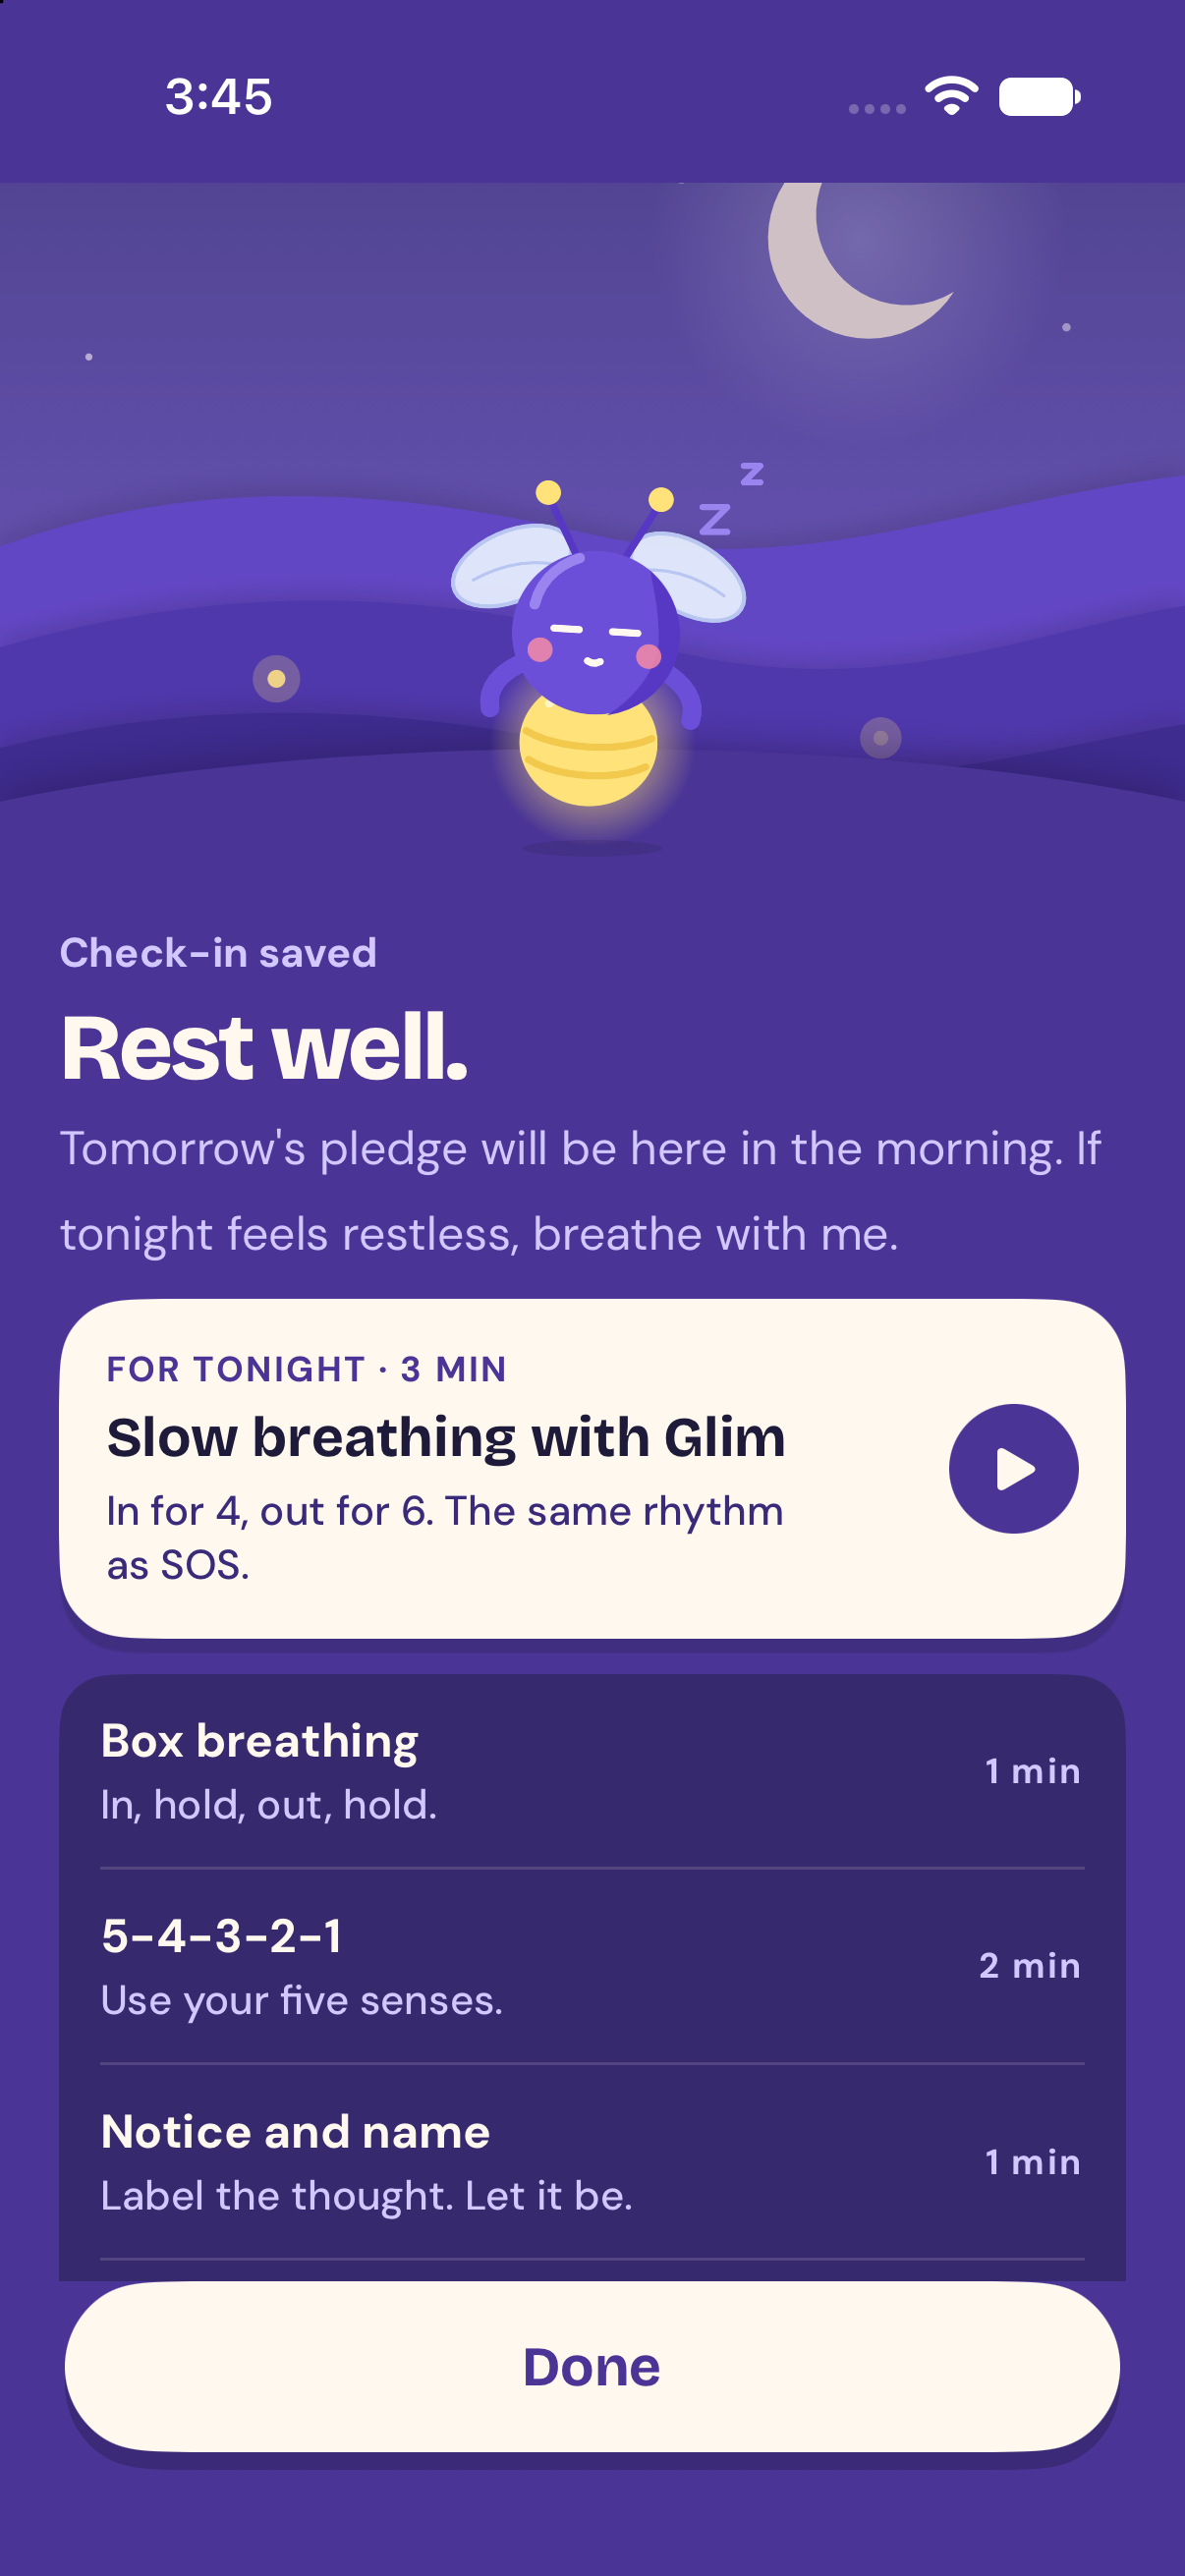 3:45
z
Z
Check-in saved
Rest well.
Tomorrow's pledge will be here in the morning. If
tonight feels restless, breathe with me.
FOR TONIGHT · 3 MIN
Slow breathing with Glim
In for 4, out for 6. The same rhythm
as SOS.
Box breathing
1 min
In, hold, out, hold.
5-4-3-2-1
2 min
Use your five senses.
Notice and name
1 min
Label the thought. Let it be.
Done